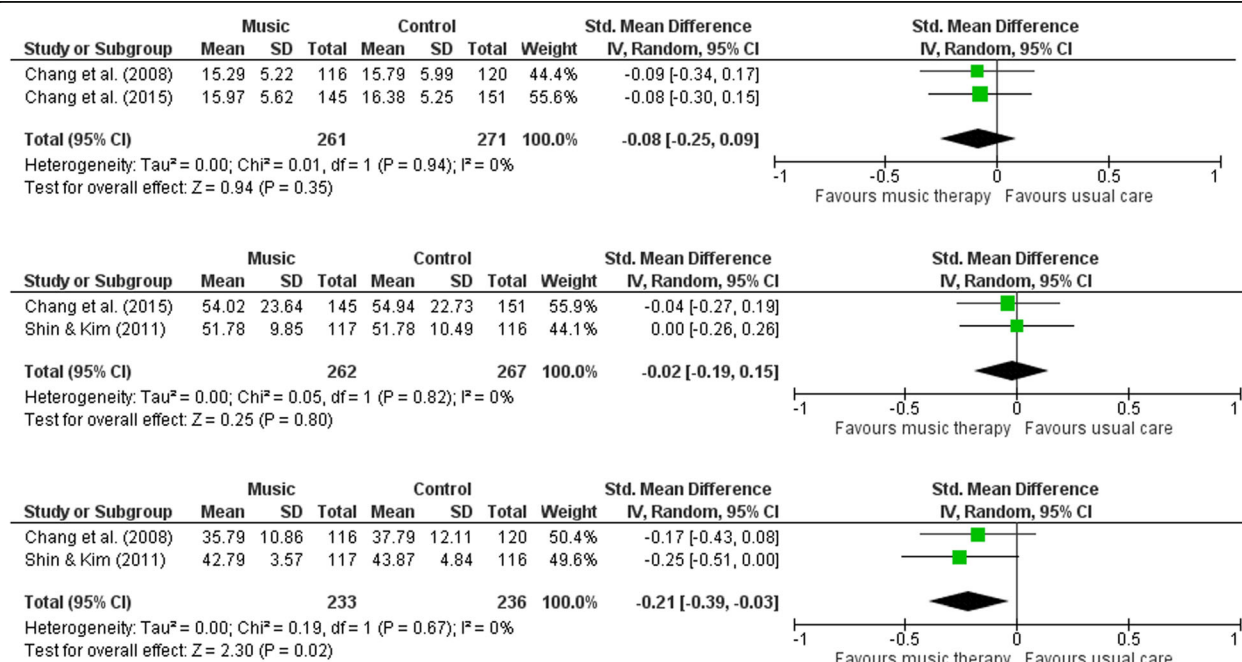 Music Control Std. Mean Difference Std. Mean Difference
Study or Subgroup Mean SD Total Mean SD Total Weight IV, Random, 95% CI IV, Random, 95% CI
Chang et al. (2008) 15.29 5.22 116 15.79 5.99 120 44.4% -0.09 [-0.34, 0.17]
Chang et al. (2015) 15.97 5.62 145 16.38 5.25 151 55.6% -0.08 [-0.30, 0.15]
Total (95% CI) 261 271 100.0% -0.08 [-0.25, 0.09]
Heterogeneity: Tau² = 0.00; Chi² = 0.01, df = 1 (P = 0.94); I² = 0%
Test for overall effect: Z = 0.94 (P = 0.35)
-1 -0.5 0 0.5 1
Favours music therapy Favours usual care
Music Control Std. Mean Difference Std. Mean Difference
Study or Subgroup Mean SD Total Mean SD Total Weight IV, Random, 95% CI IV, Random, 95% CI
Chang et al. (2015) 54.02 23.64 145 54.94 22.73 151 55.9% -0.04 [-0.27, 0.19]
Shin & Kim (2011) 51.78 9.85 117 51.78 10.49 116 44.1% 0.00 [-0.26, 0.26]
Total (95% CI) 262 267 100.0% -0.02 [-0.19, 0.15]
Heterogeneity: Tau² = 0.00; Chi² = 0.05, df = 1 (P = 0.82); I² = 0%
Test for overall effect: Z = 0.25 (P = 0.80)
-1 -0.5 0 0.5 1
Favours music therapy Favours usual care
Music Control Std. Mean Difference Std. Mean Difference
Study or Subgroup Mean SD Total Mean SD Total Weight IV, Random, 95% CI IV, Random, 95% CI
Chang et al. (2008) 35.79 10.86 116 37.79 12.11 120 50.4% -0.17 [-0.43, 0.08]
Shin & Kim (2011) 42.79 3.57 117 43.87 4.84 116 49.6% -0.25 [-0.51, 0.00]
Total (95% CI) 233 236 100.0% -0.21 [-0.39, -0.03]
Heterogeneity: Tau² = 0.00; Chi² = 0.19, df = 1 (P = 0.67); I² = 0%
Test for overall effect: Z = 2.30 (P = 0.02)
-1 -0.5 0 0.5 1
Favours music therapy Favours usual care